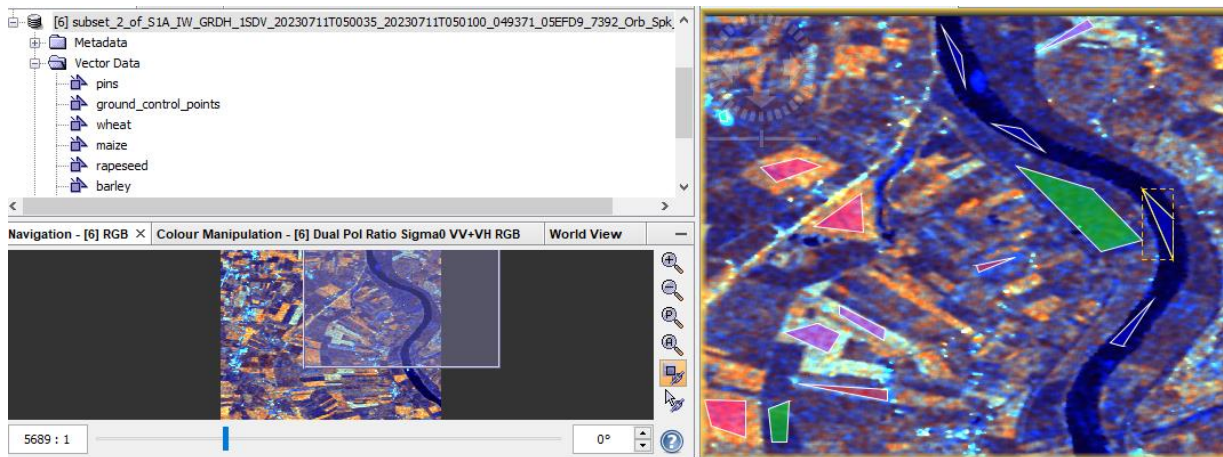 [6] subset_2_of_S1A_IW_GRDH_1SDV_20230711T050035_20230711T050100_049371_05EFD9_7392_Orb_Spk_
Metadata
Vector Data
pins
ground_control_points
wheat
maize
rapeseed
barley
Navigation - [6] RGB × Colour Manipulation - [6] Dual Pol Ratio Sigma0 VV+VH RGB World View
5689 : 1
0°